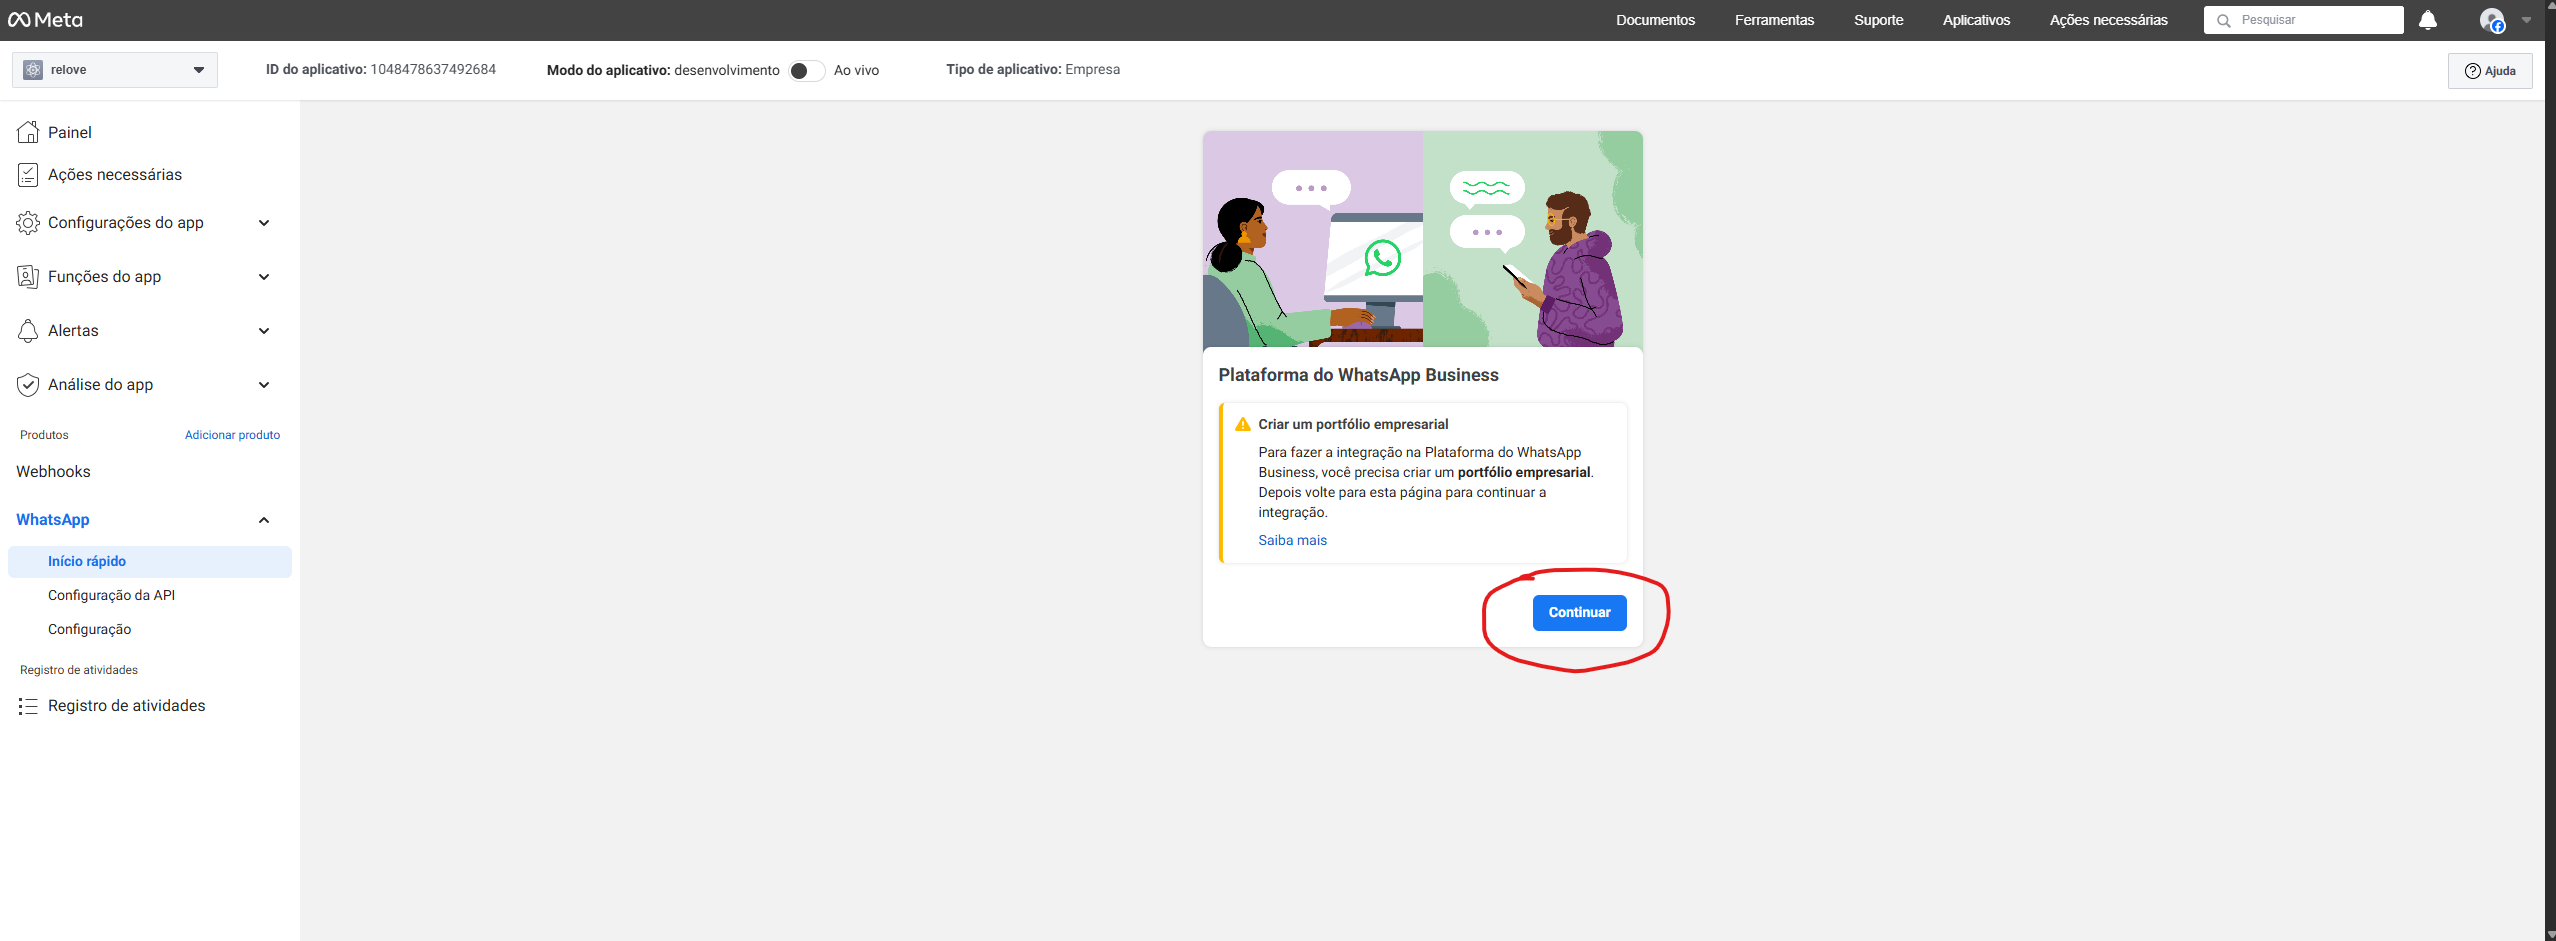 Meta
Documentos
Ferramentas
Suporte
Aplicativos
Ações necessárias
Pesquisar
relove
ID do aplicativo: 1048478637492684
Modo do aplicativo: desenvolvimento
Ao vivo
Tipo de aplicativo: Empresa
Ajuda
Painel
Ações necessárias
Configurações do app
Funções do app
Alertas
Análise do app
Produtos
Adicionar produto
Webhooks
WhatsApp
Início rápido
Configuração da API
Configuração
Registro de atividades
Registro de atividades
Plataforma do WhatsApp Business
Criar um portfólio empresarial
Para fazer a integração na Plataforma do WhatsApp
Business, você precisa criar um portfólio empresarial.
Depois volte para esta página para continuar a
integração.
Saiba mais
Continuar